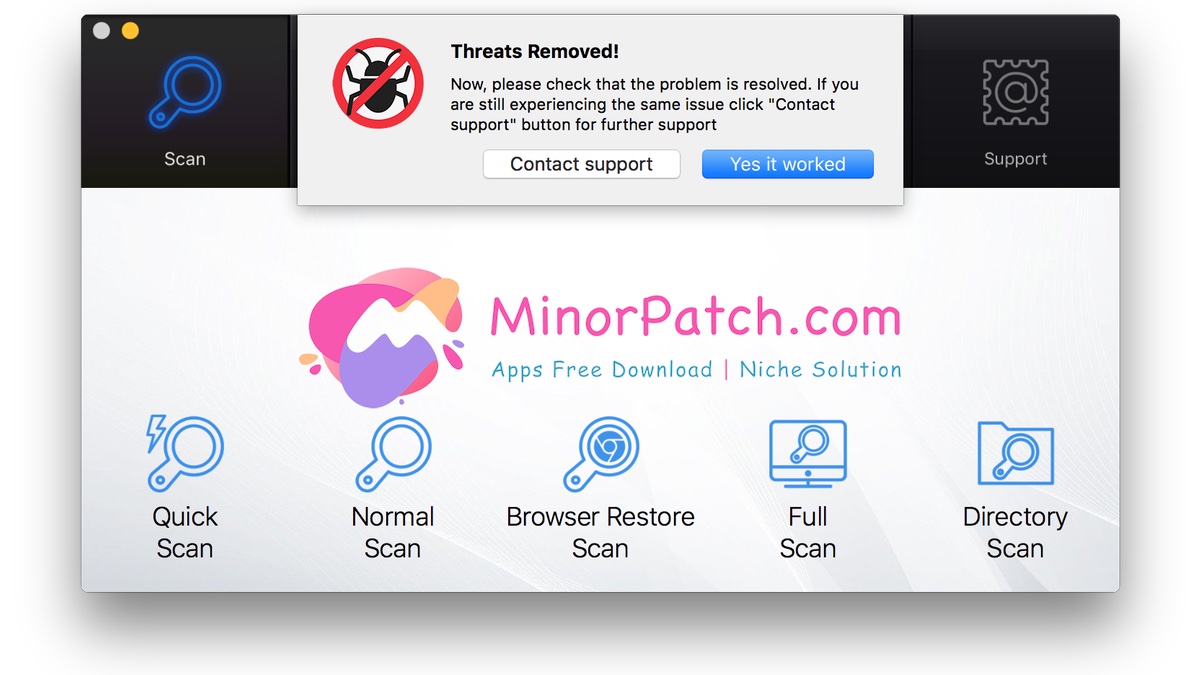 Threats Removed!
Now, please check that the problem is resolved. If you
are still experiencing the same issue click "Contact
support" button for further support
Contact support
Yes it worked
Scan
@
Support
MinorPatch.com
Apps Free Download | Niche Solution
Quick
Scan
Normal
Scan
Browser Restore
Scan
Full
Scan
Directory
Scan